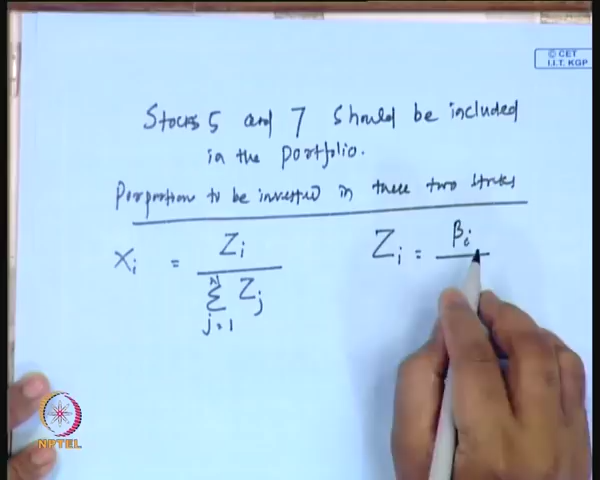 © CET
I.I.T. KGP
Stocks 5 and 7 should be included
in the portfolio.
Proportion to be invested in these two stocks
Xi = Zi / N Σ j=1 Zj
Zi = βi
NPTEL